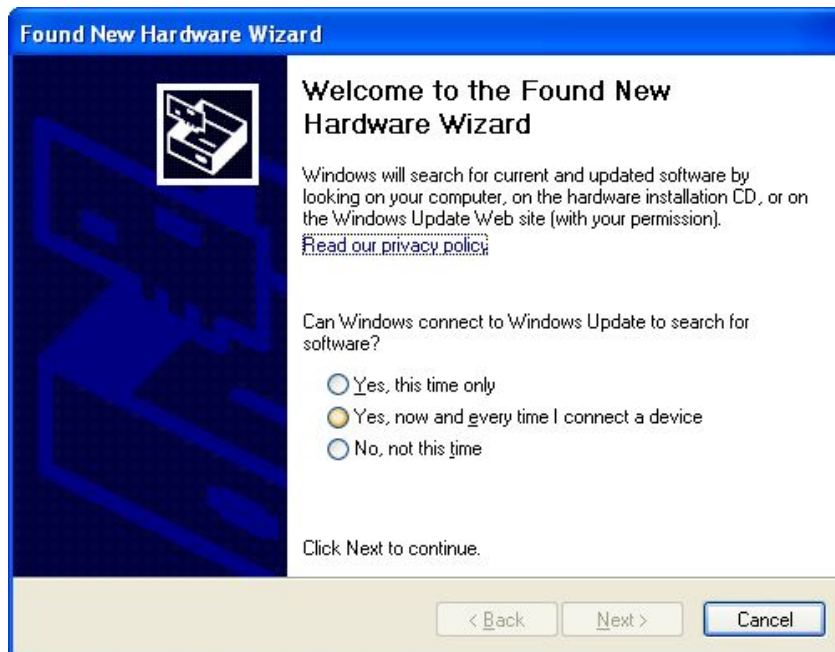 Found New Hardware Wizard
Welcome to the Found New
Hardware Wizard
Windows will search for current and updated software by
looking on your computer, on the hardware installation CD, or on
the Windows Update Web site (with your permission).
Read our privacy policy
Can Windows connect to Windows Update to search for
software?
Yes, this time only
Yes, now and every time I connect a device
No, not this time
Click Next to continue.
< Back
Next >
Cancel